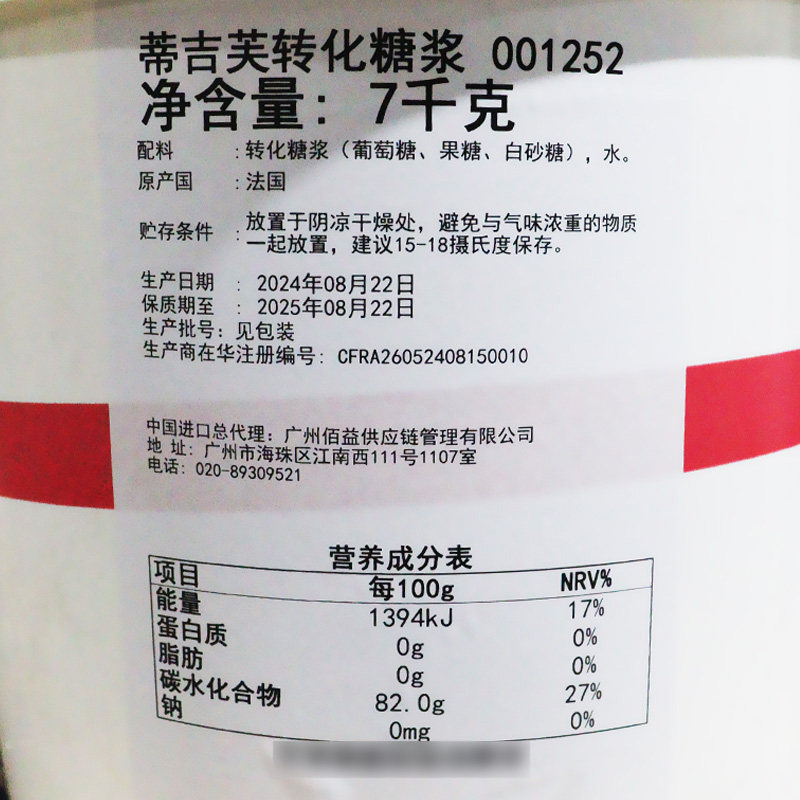 蒂吉芙转化糖浆 001252
净含量: 7千克
配料 :转化糖浆（葡萄糖、果糖、白砂糖）, 水。
原产国 :法国
贮存条件 :放置于阴凉干燥处, 避免与气味浓重的物质
一起放置, 建议15-18摄氏度保存。
生产日期 : 2024年08月22日
保质期至 : 2025年08月22日
生产批号: 见包装
生产商在华注册编号: CFRA26052408150010
中国进口总代理: 广州佰益供应链管理有限公司
地 址: 广州市海珠区江南西111号1107室
电话: 020-89309521
营养成分表
项目 每100g NRV%
能量 1394kJ 17%
蛋白质 0g 0%
脂肪 0g 0%
碳水化合物 82.0g 27%
钠 0mg 0%